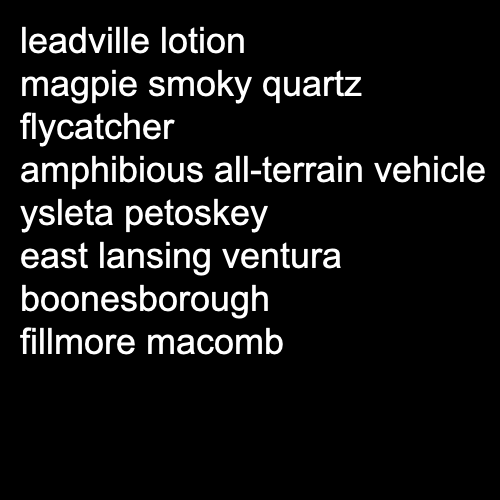 leadville lotion
magpie smoky quartz
flycatcher
amphibious all-terrain vehicle
ysleta petoskey
east lansing ventura
boonesborough
fillmore macomb